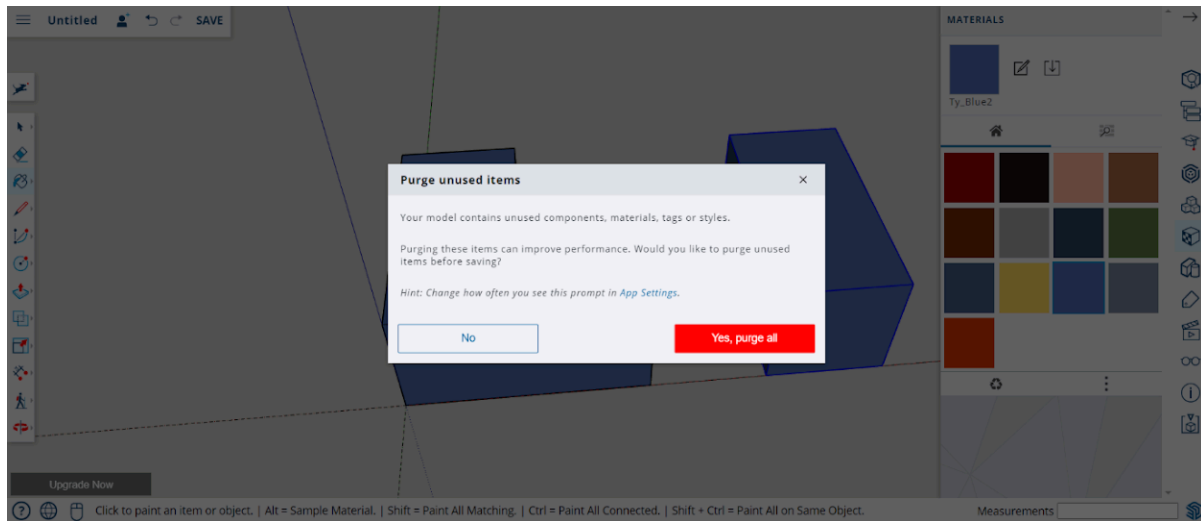 Untitled
SAVE
MATERIALS
Ty_Blue2
Purge unused items
Your model contains unused components, materials, tags or styles.
Purging these items can improve performance. Would you like to purge unused
items before saving?
Hint: Change how often you see this prompt in App Settings.
No
Yes, purge all
Upgrade Now
Click to paint an item or object. | Alt = Sample Material. | Shift = Paint All Matching. | Ctrl = Paint All Connected. | Shift + Ctrl = Paint All on Same Object.
Measurements